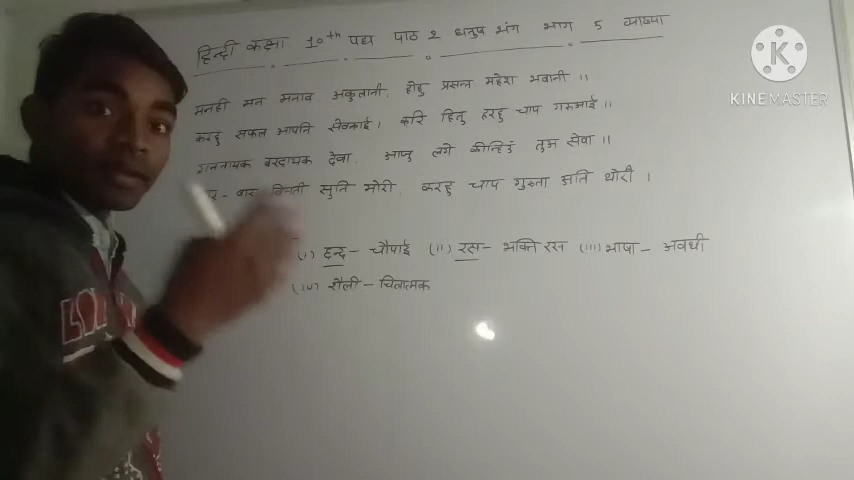 हिन्दी कक्षा 10th पद्य पाठ 2 धनुष भंग भाग 5 व्याख्या
मनही मन मनाव अकुलानी, होहु प्रसन्न महेश भवानी ।।
करहु सफल आपनि सेवकाई। करि हितु हरहु चाप गरुआई ।।
गननायक बरदायक देवा, आजु लगे कीन्हिउँ तुअ सेवा ।।
बार - बार विनती सुनि मोरी, करहु चाप गुरुता अति थोरी ।
(i) छन्द - चौपाई (ii) रस - भक्ति रस (iii) भाषा - अवधी
(iv) शैली - चित्रात्मक
K
KINEMASTER